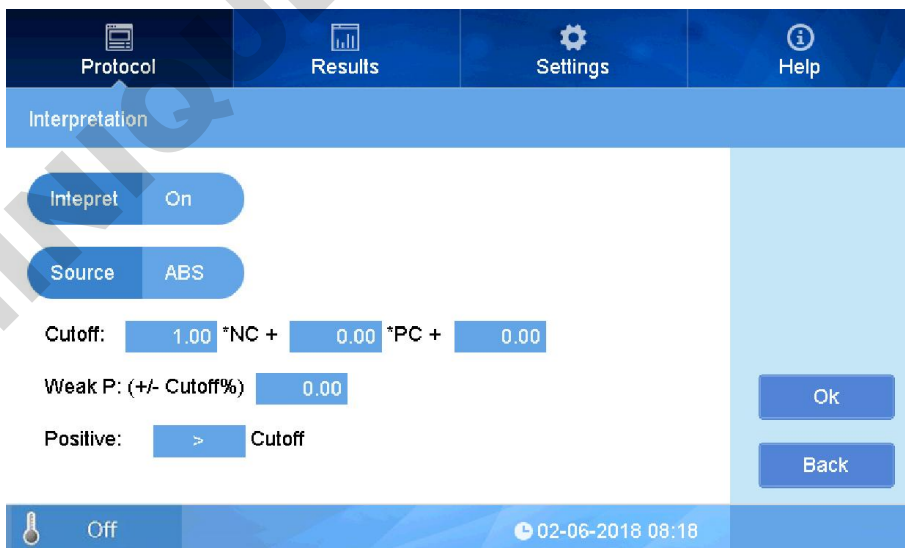 Protocol Results Settings Help
Interpretation
Intepret On
Source ABS
Cutoff: 1.00 *NC + 0.00 *PC + 0.00
Weak P: (+/- Cutoff%) 0.00
Ok
Positive: > Cutoff
Back
Off 02-06-2018 08:18